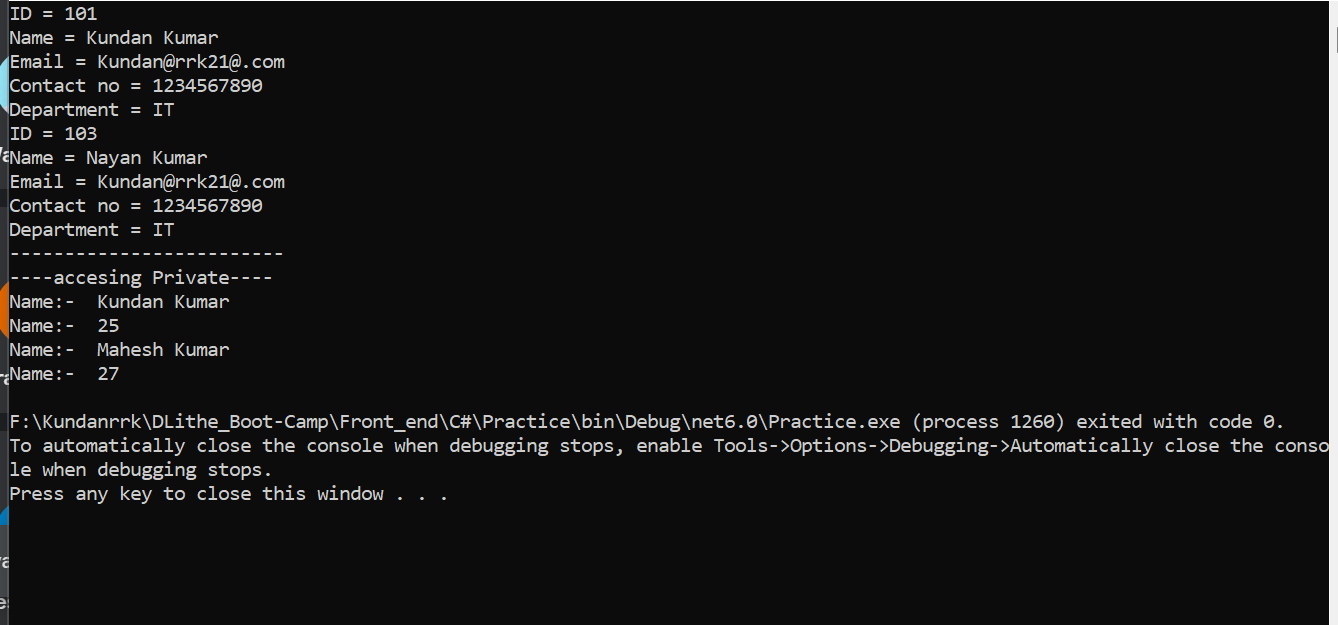 ID = 101
Name = Kundan Kumar
Email = Kundan@rrk21@.com
Contact no = 1234567890
Department = IT
ID = 103
Name = Nayan Kumar
Email = Kundan@rrk21@.com
Contact no = 1234567890
Department = IT
-------------------------
----accesing Private----
Name:-  Kundan Kumar
Name:-  25
Name:-  Mahesh Kumar
Name:-  27
F:\Kundanrrk\DLithe_Boot-Camp\Front_end\C#\Practice\bin\Debug\net6.0\Practice.exe (process 1260) exited with code 0.
To automatically close the console when debugging stops, enable Tools->Options->Debugging->Automatically close the conso
le when debugging stops.
Press any key to close this window . . .